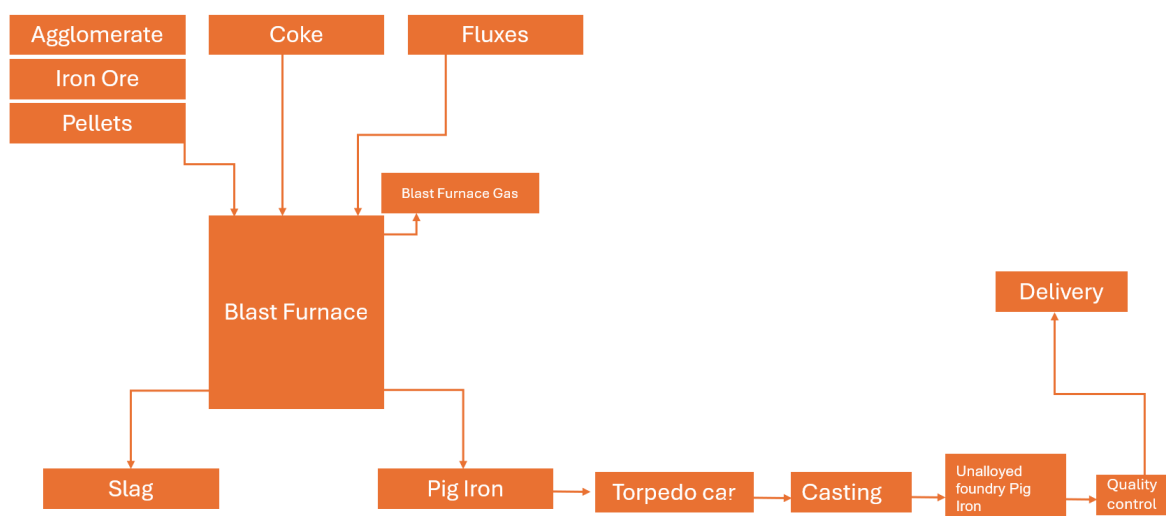 Agglomerate
Coke
Fluxes
Iron Ore
Pellets
Blast Furnace Gas
Blast Furnace
Delivery
Slag
Pig Iron
Torpedo car
Casting
Unalloyed
foundry Pig
Iron
Quality
control